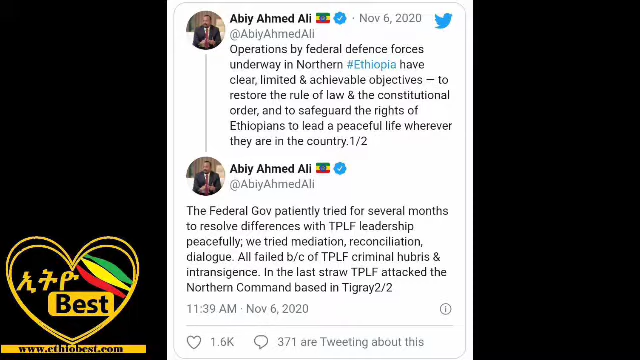 Abiy Ahmed Ali Nov 6, 2020
@AbiyAhmedAli
Operations by federal defence forces
underway in Northern #Ethiopia have
clear, limited & achievable objectives — to
restore the rule of law & the constitutional
order, and to safeguard the rights of
Ethiopians to lead a peaceful life wherever
they are in the country.1/2
Abiy Ahmed Ali
@AbiyAhmedAli
The Federal Gov patiently tried for several months
to resolve differences with TPLF leadership
peacefully; we tried mediation, reconciliation,
dialogue. All failed b/c of TPLF criminal hubris &
intransigence. In the last straw TPLF attacked the
Northern Command based in Tigray2/2
11:39 AM · Nov 6, 2020
1.6K 371 are Tweeting about this
ኢትዮ
Best
www.ethiobest.com